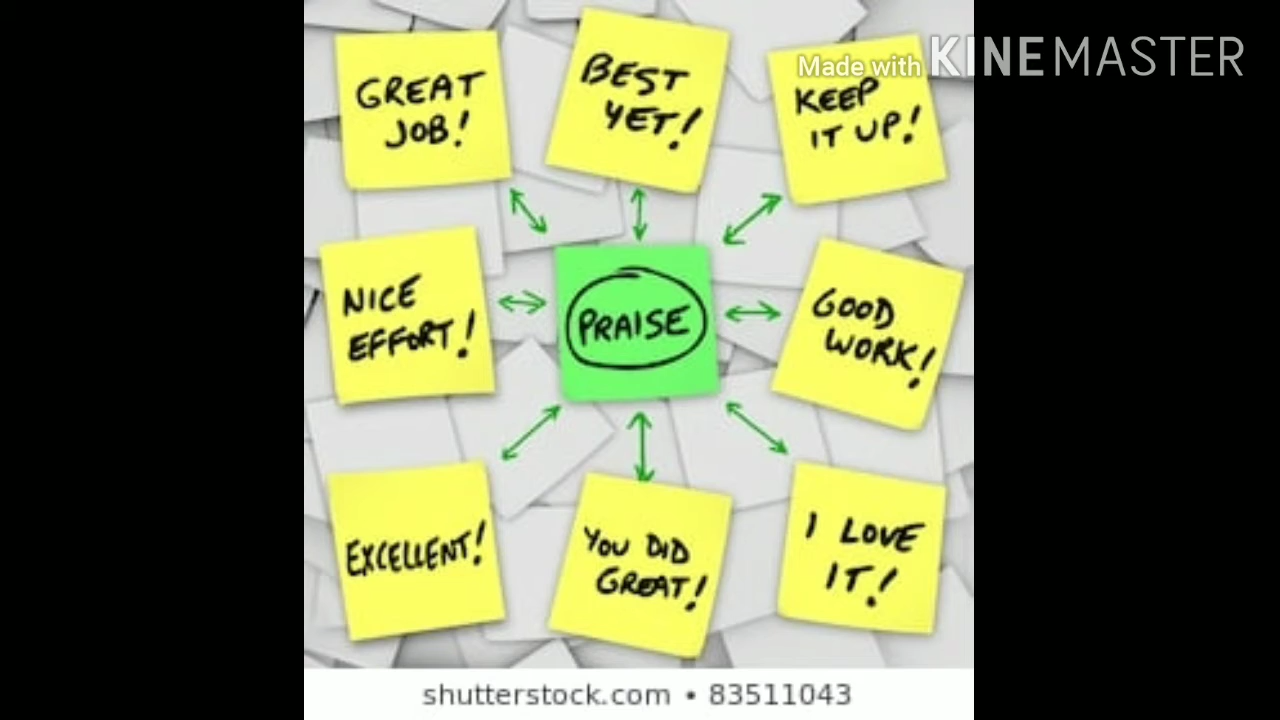 Made with KINEMASTER
GREAT
JOB!
BEST
YET!
KEEP
IT UP!
NICE
EFFORT!
PRAISE
GOOD
WORK!
EXCELLENT!
YOU DID
GREAT!
I LOVE
IT!
shutterstock.com • 83511043